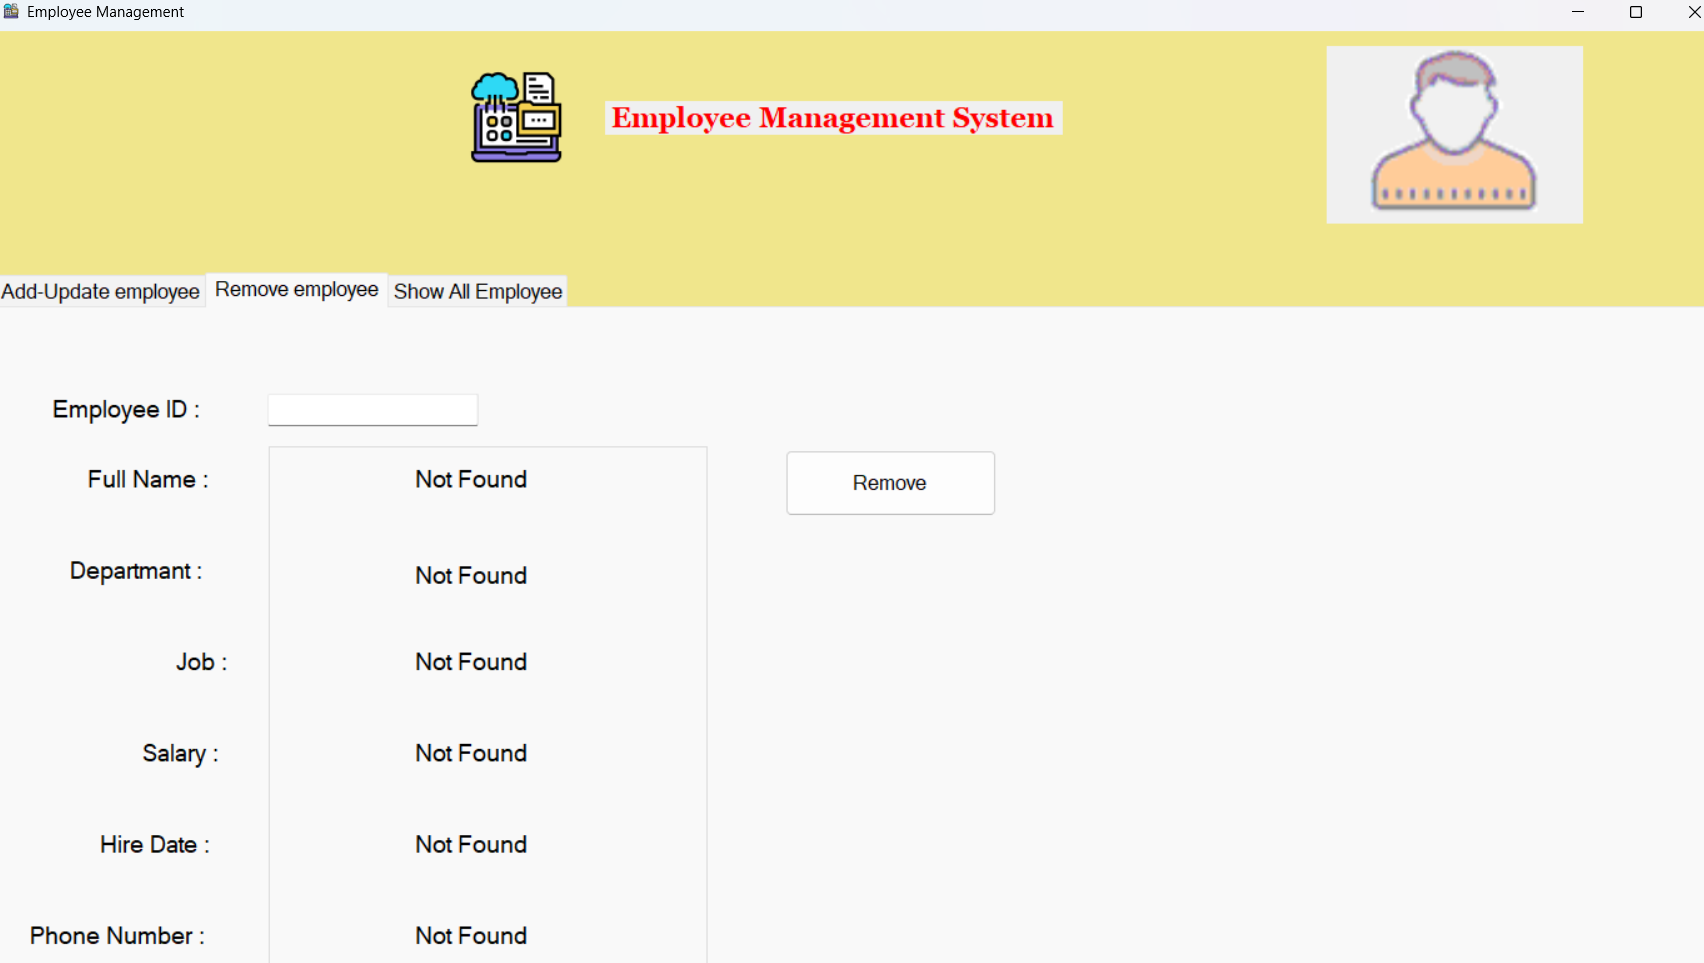 Employee Management
Employee Management System
Add-Update employee Remove employee Show All Employee
Employee ID :
Full Name : Not Found Remove
Departmant : Not Found
Job : Not Found
Salary : Not Found
Hire Date : Not Found
Phone Number : Not Found